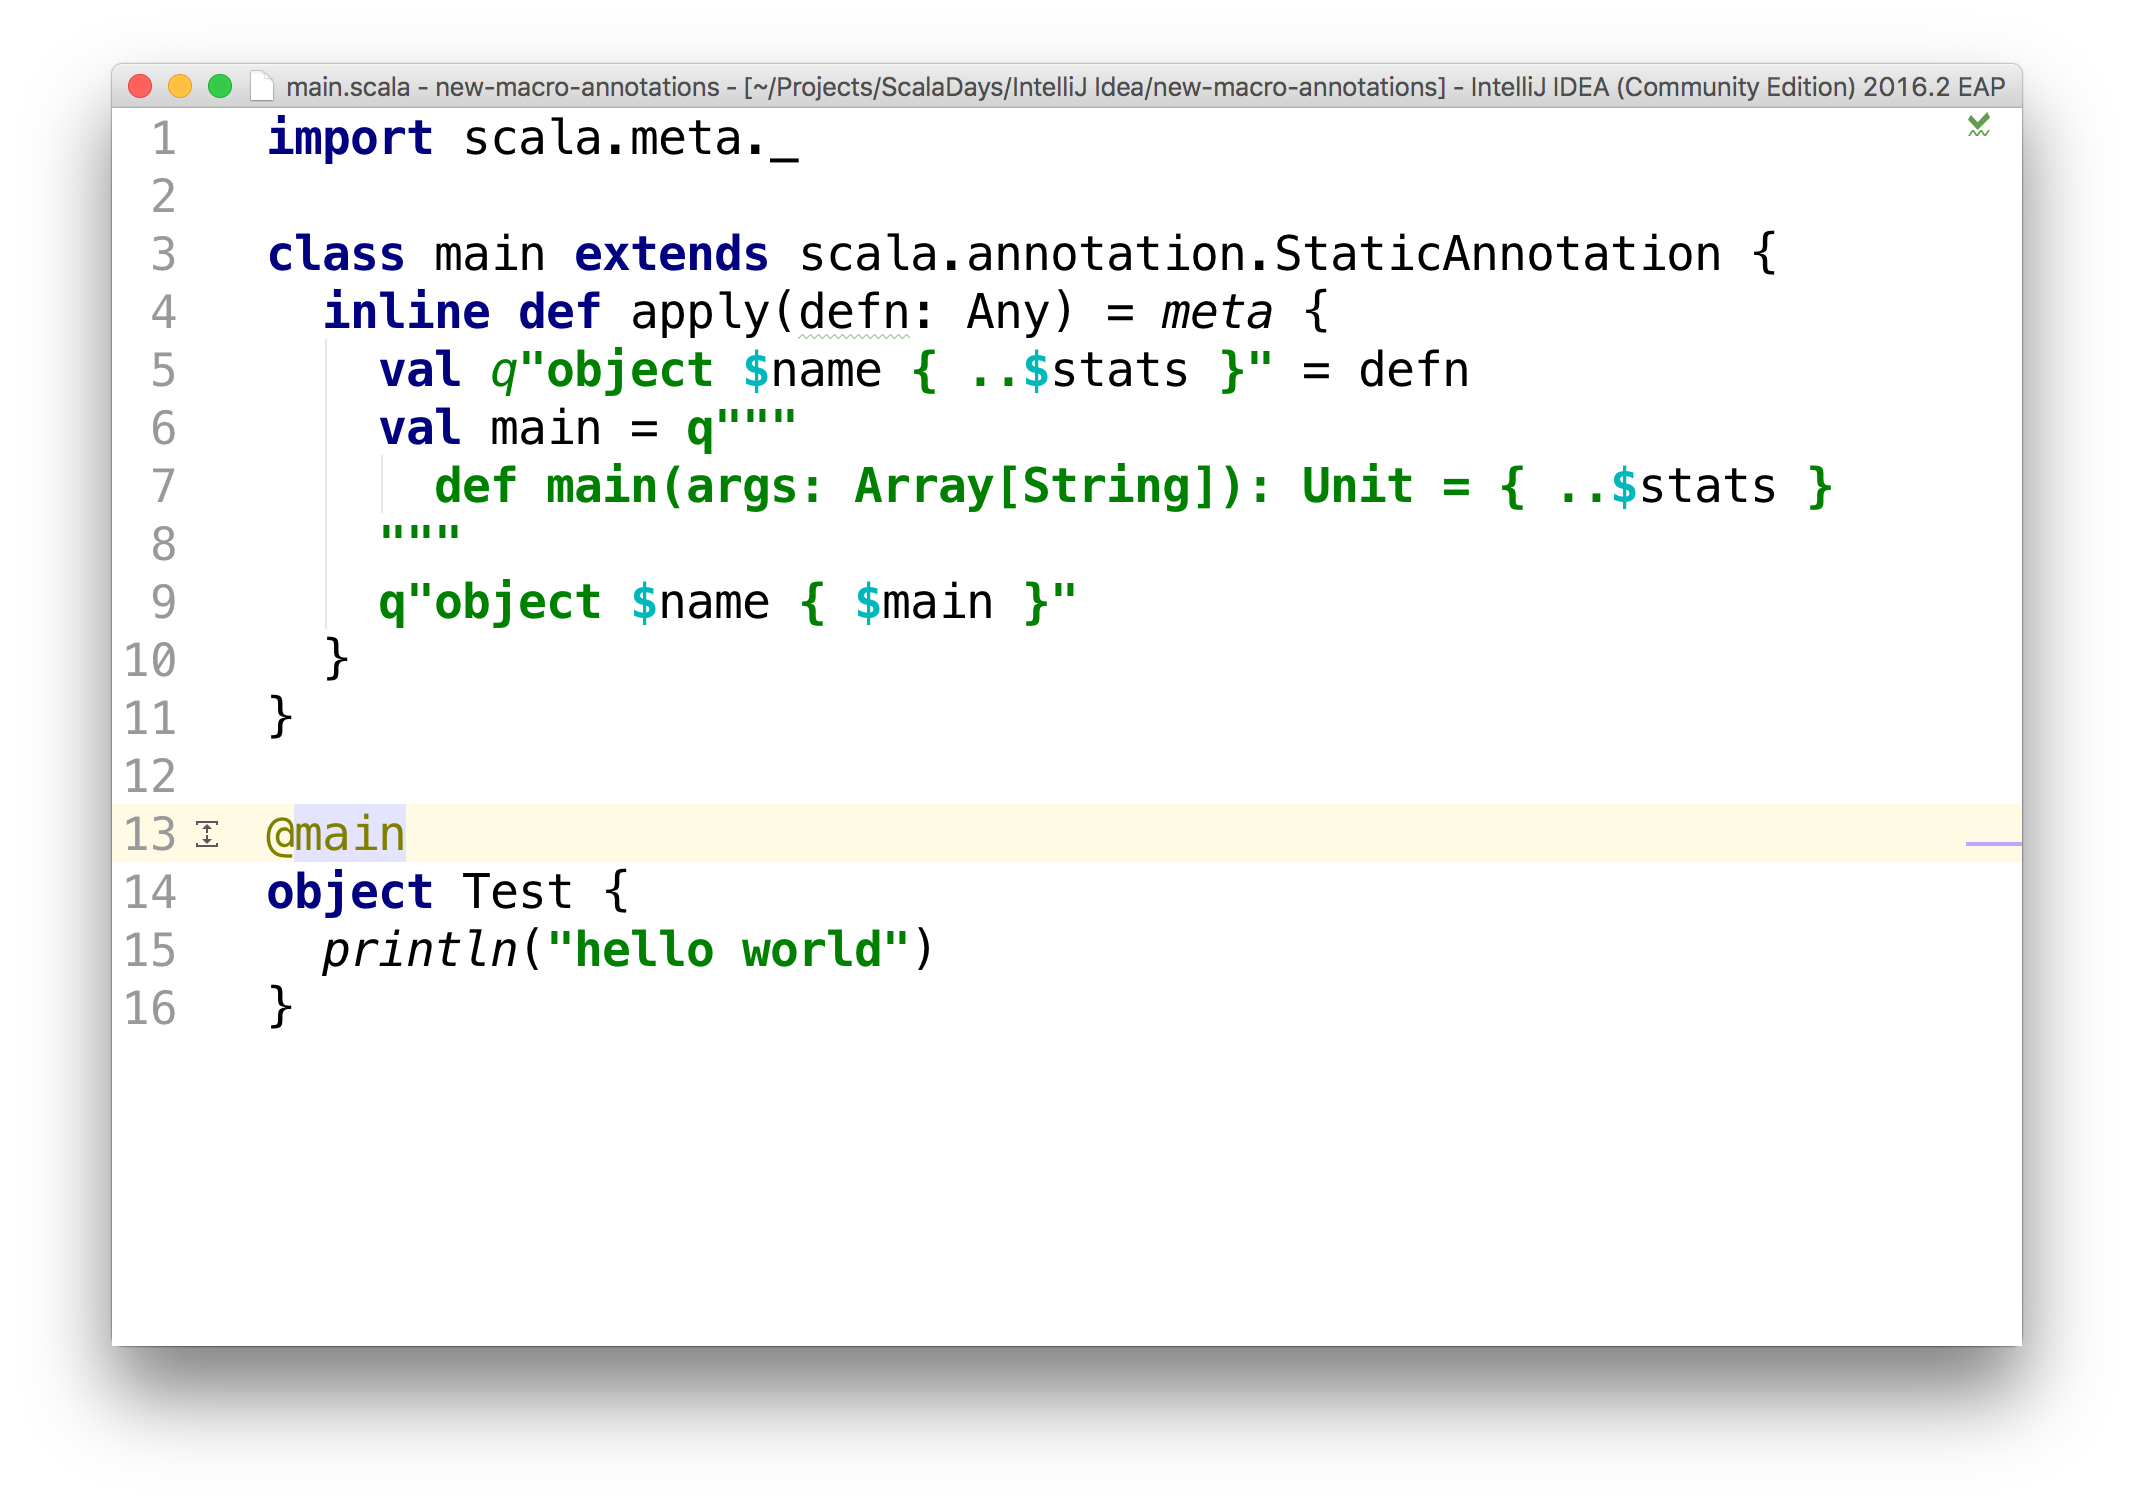 main.scala - new-macro-annotations - [~/Projects/ScalaDays/IntelliJ Idea/new-macro-annotations] - IntelliJ IDEA (Community Edition) 2016.2 EAP
1 import scala.meta._
2
3 class main extends scala.annotation.StaticAnnotation {
4   inline def apply(defn: Any) = meta {
5     val q"object $name { ..$stats }" = defn
6     val main = q"""
7       def main(args: Array[String]): Unit = { ..$stats }
8     """
9     q"object $name { $main }"
10   }
11 }
12
13 @main
14 object Test {
15   println("hello world")
16 }